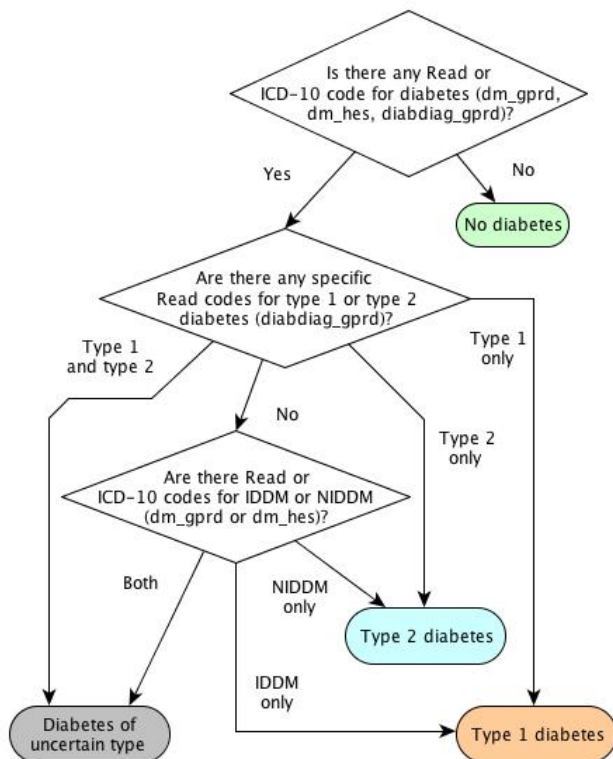 Is there any Read or
ICD-10 code for diabetes (dm_gprd,
dm_hes, diabdiag_gprd)?
Yes
No
No diabetes
Are there any specific
Read codes for type 1 or type 2
diabetes (diabdiag_gprd)?
Type 1
and type 2
Type 1
only
No
Type 2
only
Are there Read or
ICD-10 codes for IDDM or NIDDM
(dm_gprd or dm_hes)?
Both
NIDDM
only
Type 2 diabetes
IDDM
only
Diabetes of
uncertain type
Type 1 diabetes